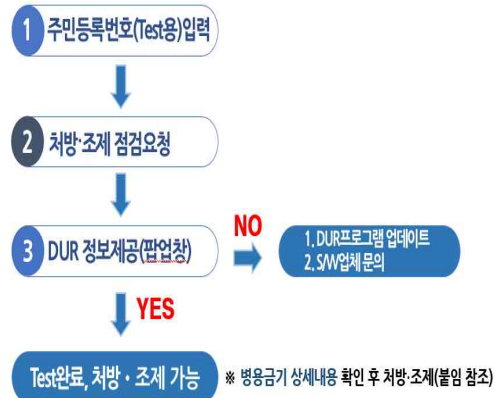 1 주민등록번호(Test용)입력
2 처방·조제 점검요청
3 DUR 정보제공(팝업창)
NO
1. DUR프로그램 업데이트
2. S/W업체 문의
YES
Test완료, 처방·조제 가능 ※ 병용금기 상세내용 확인 후 처방·조제(붙임 참조)